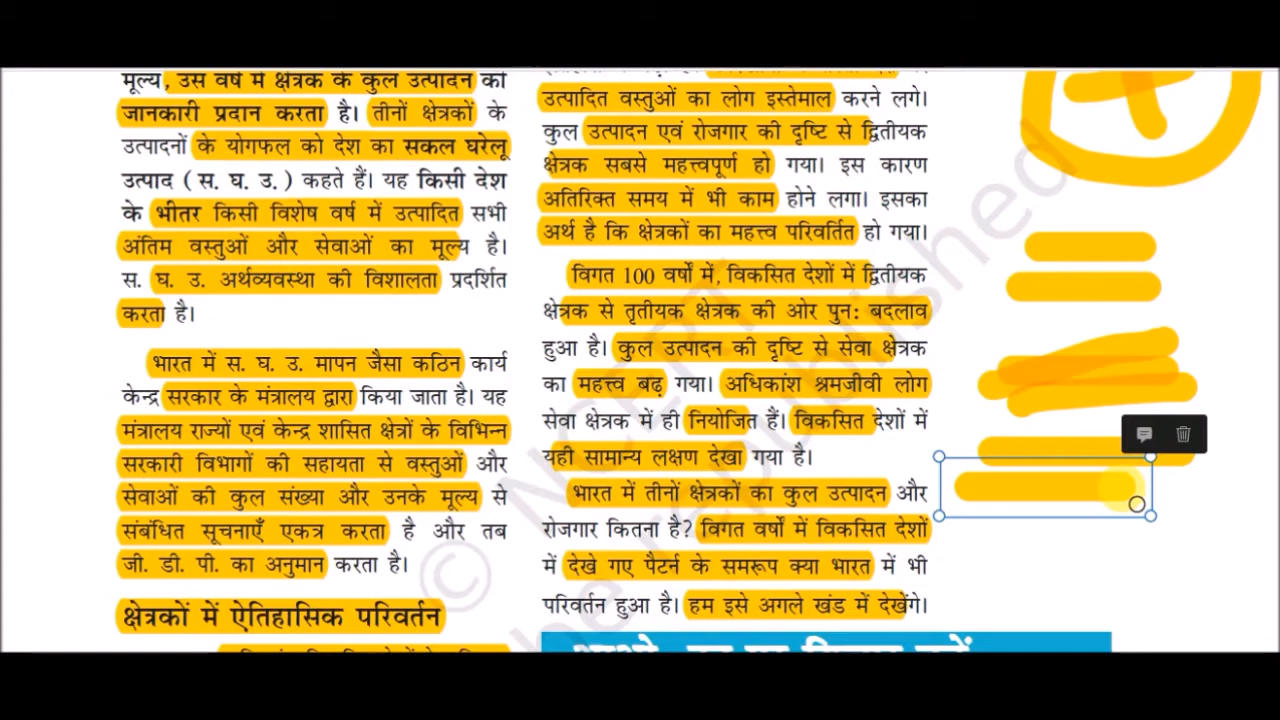 मूल्य, उस वर्ष में क्षेत्रक के कुल उत्पादन की
जानकारी प्रदान करता है। तीनों क्षेत्रकों के
उत्पादनों के योगफल को देश का सकल घरेलू
उत्पाद (स. घ. उ.) कहते हैं। यह किसी देश
के भीतर किसी विशेष वर्ष में उत्पादित सभी
अंतिम वस्तुओं और सेवाओं का मूल्य है।
स. घ. उ. अर्थव्यवस्था की विशालता प्रदर्शित
करता है।
भारत में स. घ. उ. मापन जैसा कठिन कार्य
केन्द्र सरकार के मंत्रालय द्वारा किया जाता है। यह
मंत्रालय राज्यों एवं केन्द्र शासित क्षेत्रों के विभिन्न
सरकारी विभागों की सहायता से वस्तुओं और
सेवाओं की कुल संख्या और उनके मूल्य से
संबंधित सूचनाएँ एकत्र करता है और तब
जी. डी. पी. का अनुमान करता है।
क्षेत्रकों में ऐतिहासिक परिवर्तन
उत्पादित वस्तुओं का लोग इस्तेमाल करने लगे।
कुल उत्पादन एवं रोजगार की दृष्टि से द्वितीयक
क्षेत्रक सबसे महत्त्वपूर्ण हो गया। इस कारण
अतिरिक्त समय में भी काम होने लगा। इसका
अर्थ है कि क्षेत्रकों का महत्त्व परिवर्तित हो गया।
विगत 100 वर्षों में, विकसित देशों में द्वितीयक
क्षेत्रक से तृतीयक क्षेत्रक की ओर पुन: बदलाव
हुआ है। कुल उत्पादन की दृष्टि से सेवा क्षेत्रक
का महत्त्व बढ़ गया। अधिकांश श्रमजीवी लोग
सेवा क्षेत्रक में ही नियोजित हैं। विकसित देशों में
यही सामान्य लक्षण देखा गया है।
भारत में तीनों क्षेत्रकों का कुल उत्पादन और
रोजगार कितना है? विगत वर्षों में विकसित देशों
में देखे गए पैटर्न के समरूप क्या भारत में भी
परिवर्तन हुआ है। हम इसे अगले खंड में देखेंगे।
© NCERT
be republished